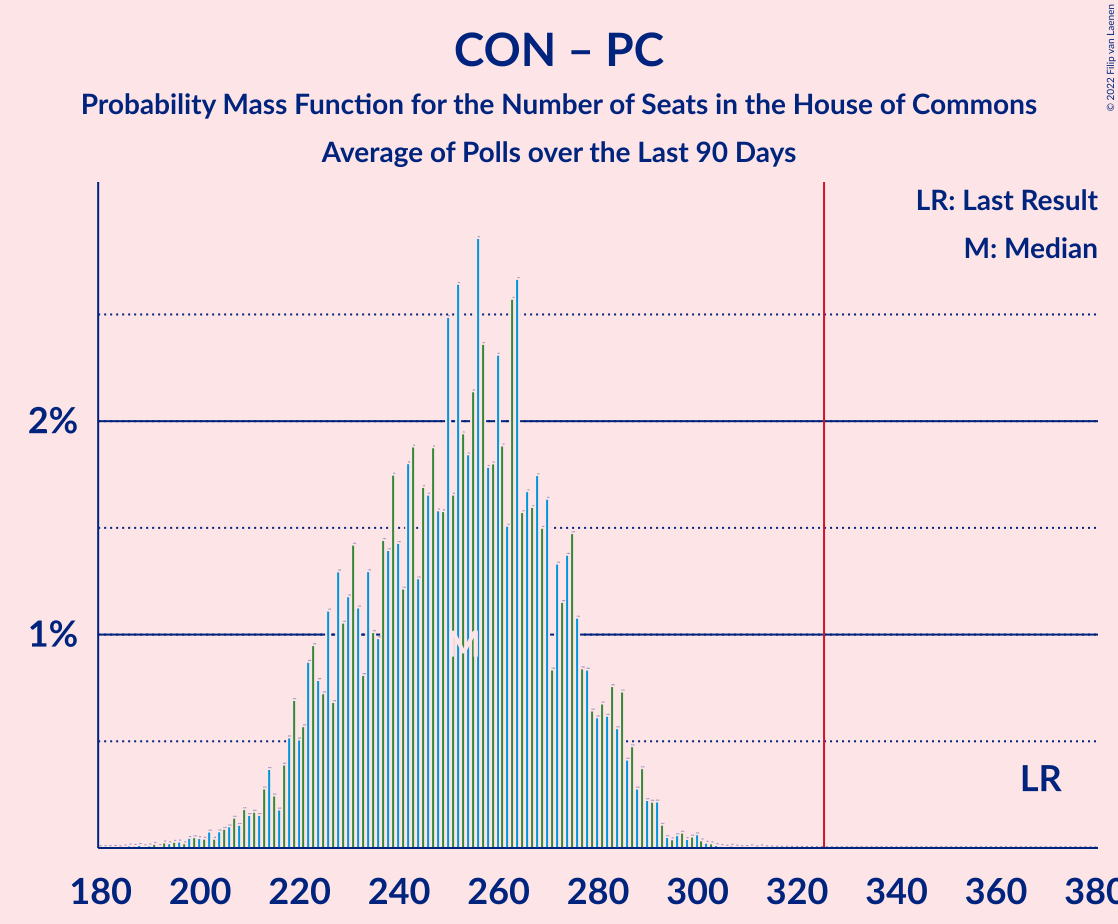 CON – PC
Probability Mass Function for the Number of Seats in the House of Commons
Average of Polls over the Last 90 Days
© 2022 Filip van Laenen
LR: Last Result
M: Median
2%
1%
M
LR
180 200 220 240 260 280 300 320 340 360 380